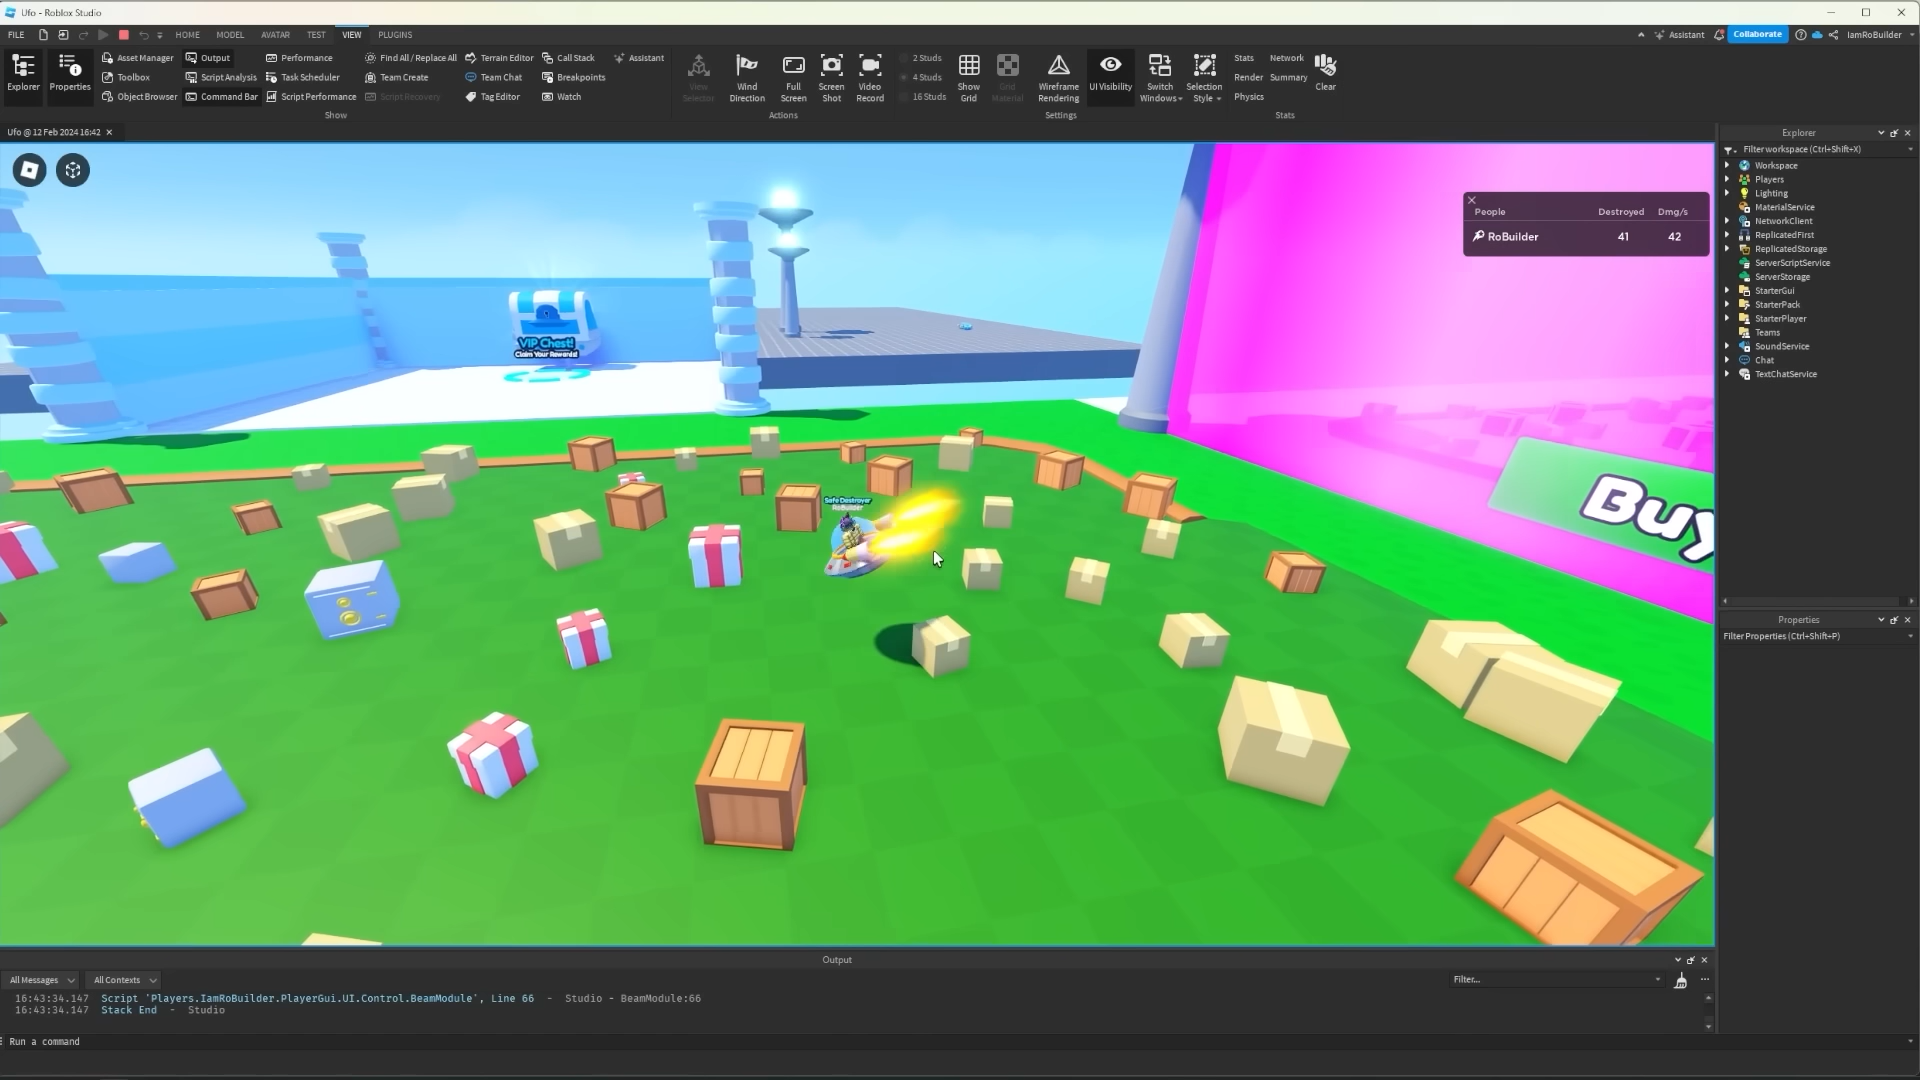 Ufo - Roblox Studio
FILE HOME MODEL AVATAR TEST VIEW PLUGINS
Assistant Collaborate IamRoBuilder
Explorer
Properties
Asset Manager Output Performance Find All / Replace All Terrain Editor Call Stack Assistant
Toolbox Script Analysis Task Scheduler Team Create Team Chat Breakpoints
Object Browser Command Bar Script Performance Script Recovery Tag Editor Watch
Show
View Selector
Wind Direction
Full Screen
Screen Shot
Video Record
Actions
2 Studs
4 Studs
16 Studs
Show Grid
Grid Material
Wireframe Rendering
UI Visibility
Switch Windows
Selection Style
Settings
Stats Network
Render Summary
Physics
Clear
Stats
Ufo @ 12 Feb 2024 16:42
People Destroyed Dmg/s
RoBuilder 41 42
VIP Chest!
Claim Your Rewards!
Safe Destroyer
RoBuilder
Buy
Explorer
Filter workspace (Ctrl+Shift+X)
Workspace
Players
Lighting
MaterialService
NetworkClient
ReplicatedFirst
ReplicatedStorage
ServerScriptService
ServerStorage
StarterGui
StarterPack
StarterPlayer
Teams
SoundService
Chat
TextChatService
Properties
Filter Properties (Ctrl+Shift+P)
Output
All Messages All Contexts Filter...
16:43:34.147 Script 'Players.IamRoBuilder.PlayerGui.UI.Control.BeamModule', Line 66 - Studio - BeamModule:66
16:43:34.147 Stack End - Studio
Run a command